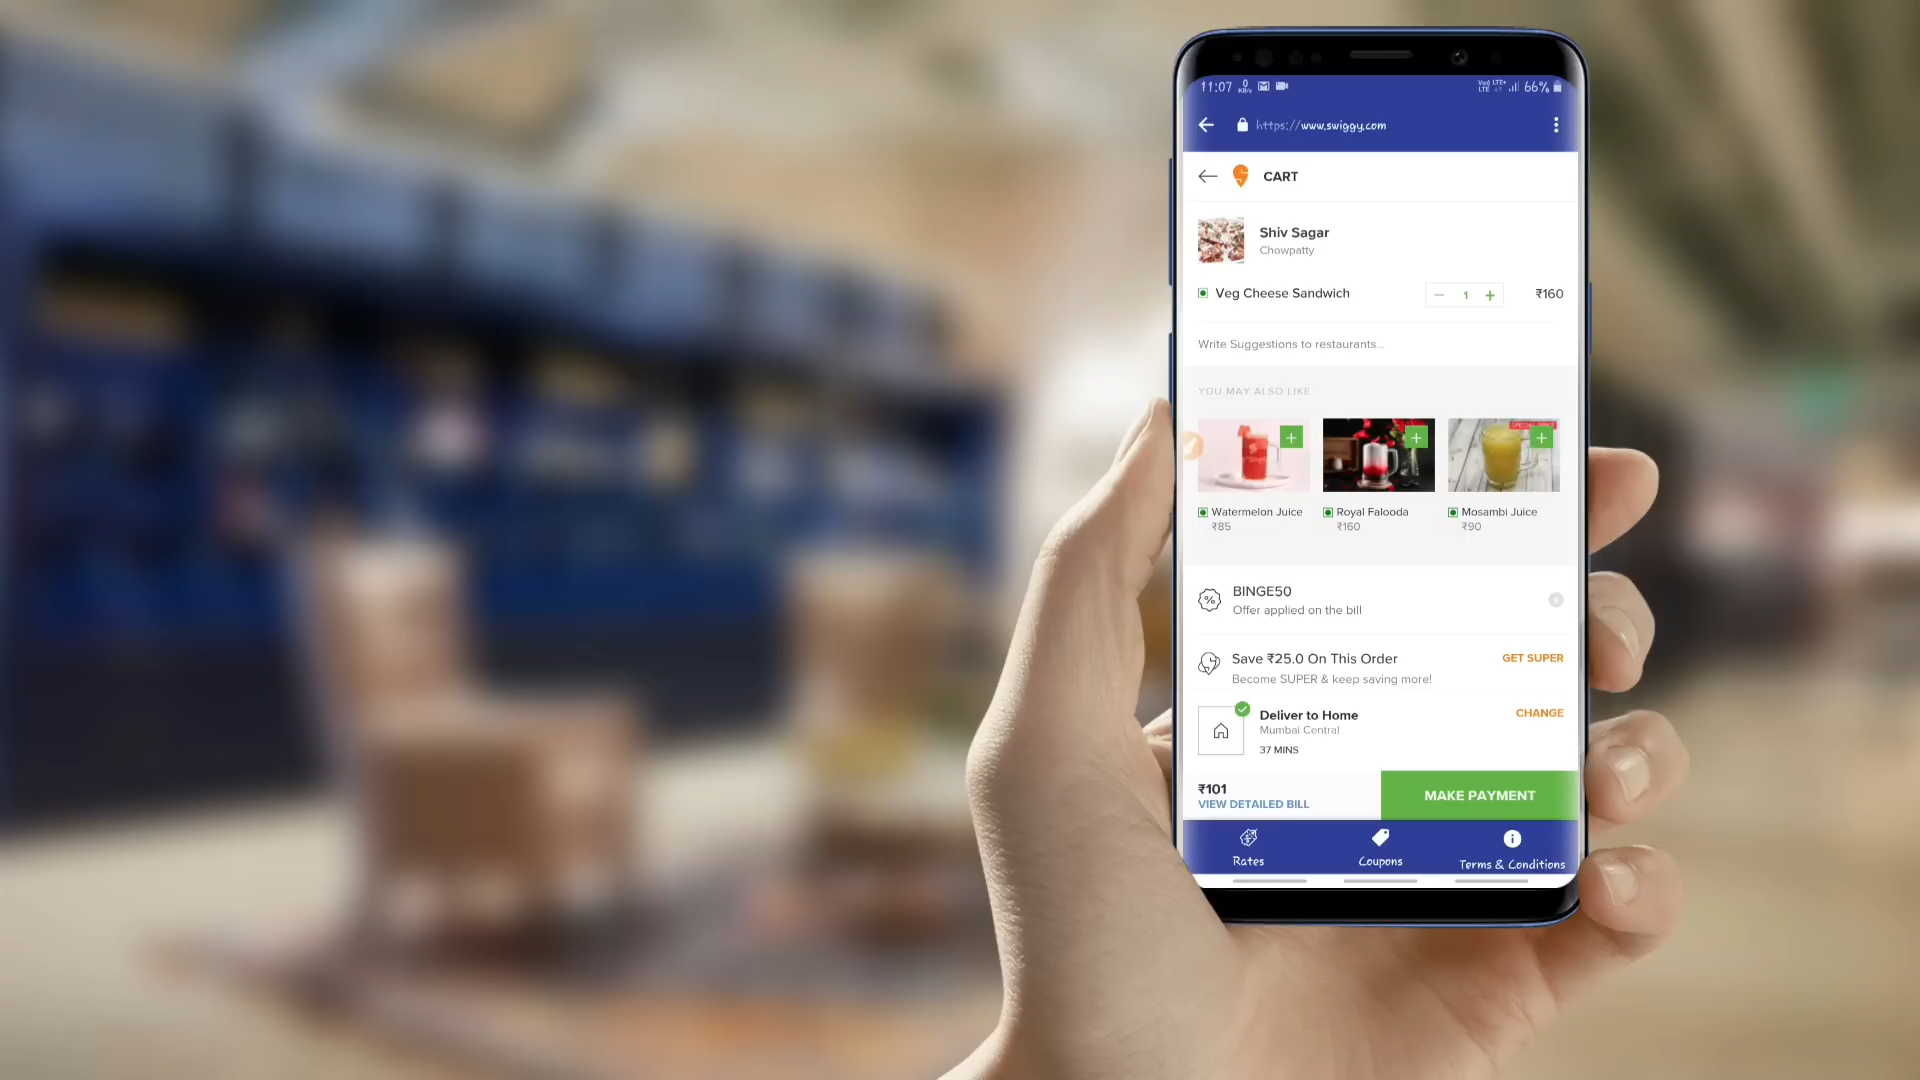 11:07 0 KB/s 66%
https://www.swiggy.com
CART
Shiv Sagar
Chowpatty
Veg Cheese Sandwich 1 ₹160
Write Suggestions to restaurants...
YOU MAY ALSO LIKE
Watermelon Juice Royal Falooda Mosambi Juice
₹85 ₹160 ₹90
BINGE50
Offer applied on the bill
Save ₹25.0 On This Order GET SUPER
Become SUPER & keep saving more!
Deliver to Home CHANGE
Mumbai Central
37 MINS
₹101
VIEW DETAILED BILL
MAKE PAYMENT
Rates Coupons Terms & Conditions